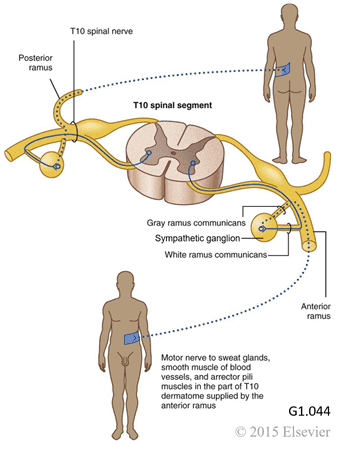 T10 spinal nerve
Posterior
ramus
T10 spinal segment
Gray ramus communicans
Sympathetic ganglion
White ramus communicans
Anterior
ramus
Motor nerve to sweat glands,
smooth muscle of blood
vessels, and arrector pili
muscles in the part of T10
dermatome supplied by the
anterior ramus
G1.044
© 2015 Elsevier